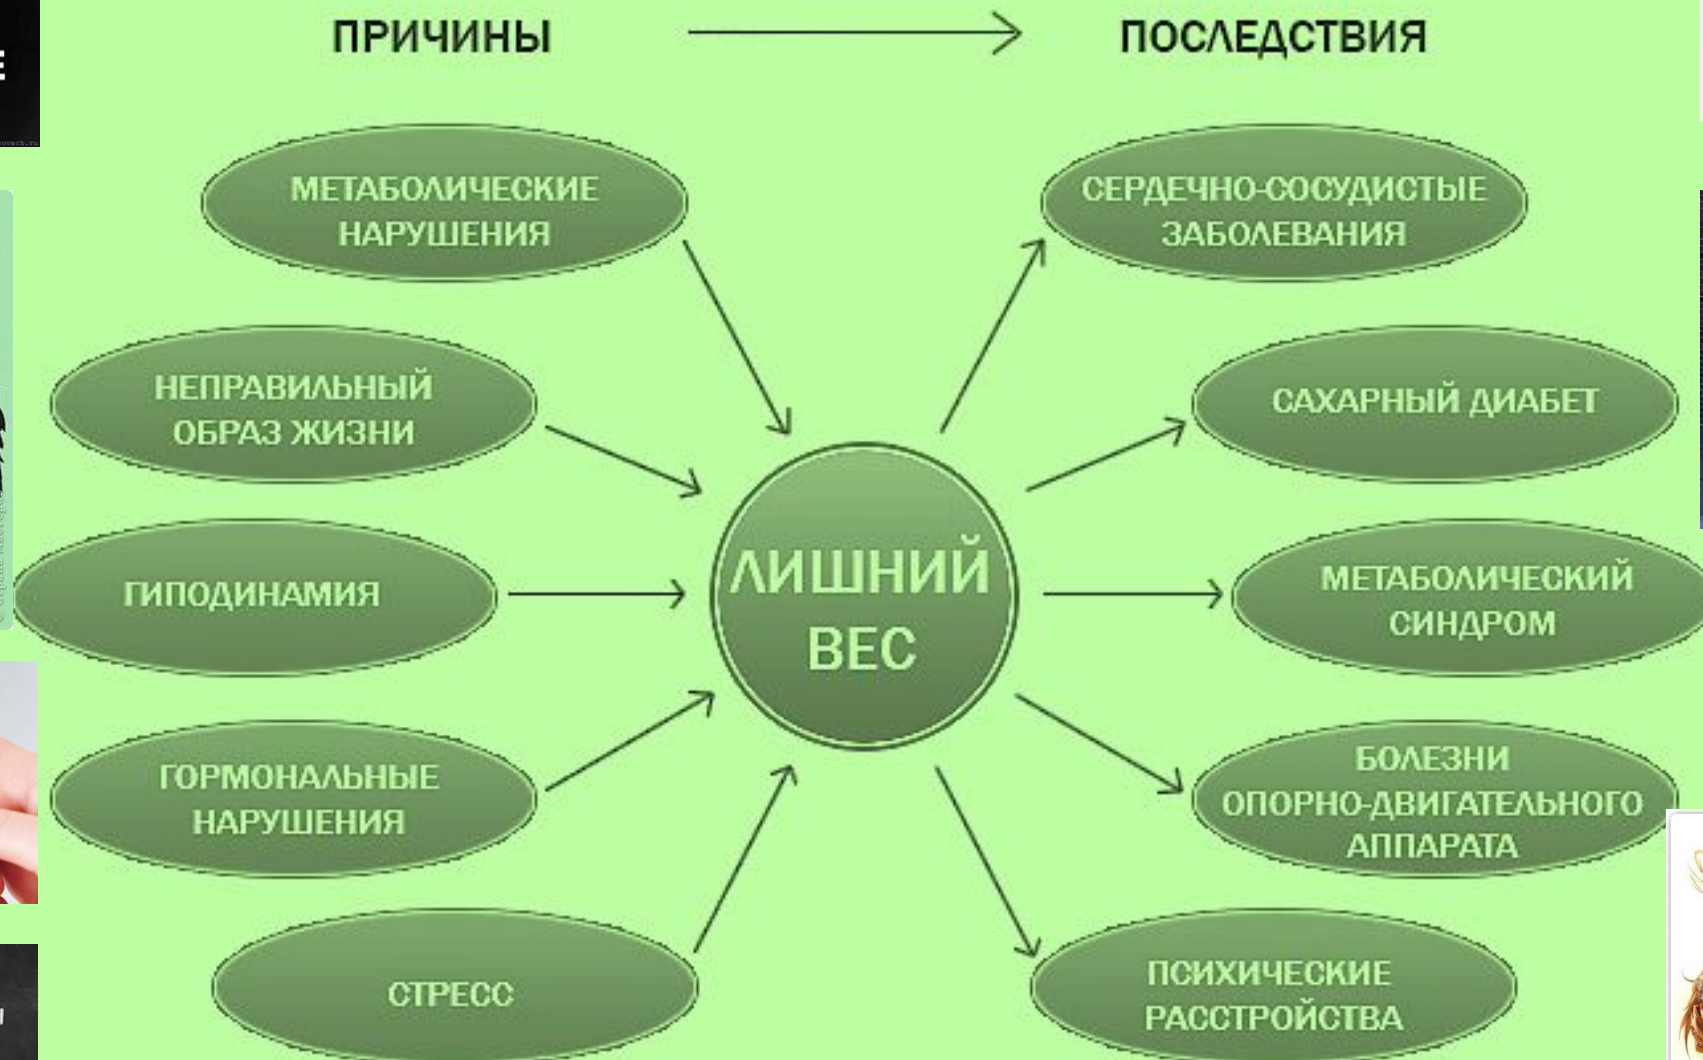 ПРИЧИНЫ
ПОСЛЕДСТВИЯ
МЕТАБОЛИЧЕСКИЕ
НАРУШЕНИЯ
НЕПРАВИЛЬНЫЙ
ОБРАЗ ЖИЗНИ
ГИПОДИНАМИЯ
ГОРМОНАЛЬНЫЕ
НАРУШЕНИЯ
СТРЕСС
ЛИШНИЙ
ВЕС
СЕРДЕЧНО-СОСУДИСТЫЕ
ЗАБОЛЕВАНИЯ
САХАРНЫЙ ДИАБЕТ
МЕТАБОЛИЧЕСКИЙ
СИНДРОМ
БОЛЕЗНИ
ОПОРНО-ДВИГАТЕЛЬНОГО
АППАРАТА
ПСИХИЧЕСКИЕ
РАССТРОЙСТВА